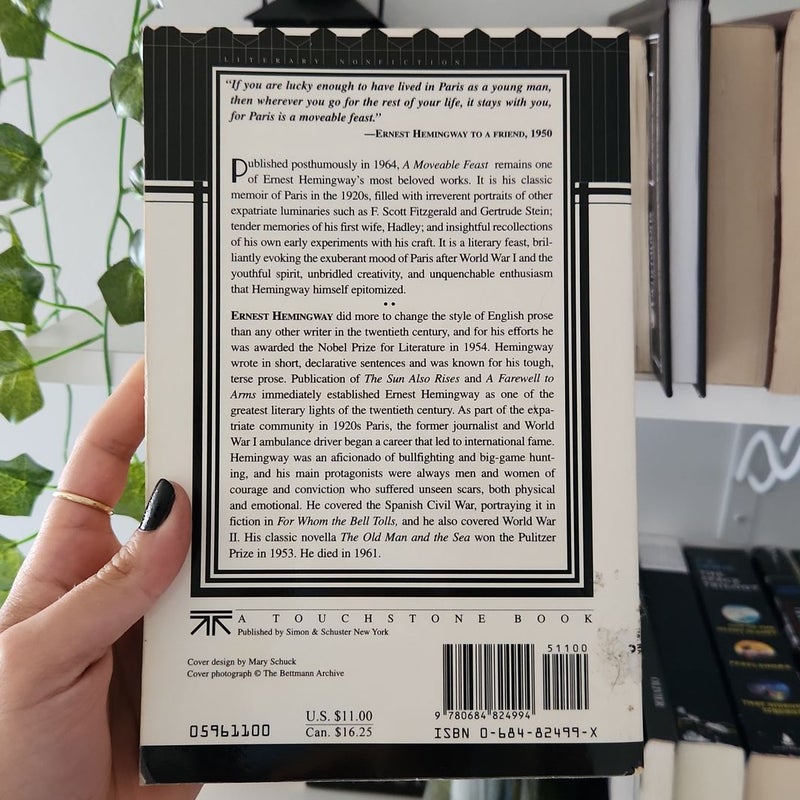 LITERARY NONFICTION
“If you are lucky enough to have lived in Paris as a young man,
then wherever you go for the rest of your life, it stays with you,
for Paris is a moveable feast.”
—ERNEST HEMINGWAY TO A FRIEND, 1950
Published posthumously in 1964, A Moveable Feast remains one
of Ernest Hemingway's most beloved works. It is his classic
memoir of Paris in the 1920s, filled with irreverent portraits of other
expatriate luminaries such as F. Scott Fitzgerald and Gertrude Stein;
tender memories of his first wife, Hadley; and insightful recollections
of his own early experiments with his craft. It is a literary feast, bril-
liantly evoking the exuberant mood of Paris after World War I and the
youthful spirit, unbridled creativity, and unquenchable enthusiasm
that Hemingway himself epitomized.
ERNEST HEMINGWAY did more to change the style of English prose
than any other writer in the twentieth century, and for his efforts he
was awarded the Nobel Prize for Literature in 1954. Hemingway
wrote in short, declarative sentences and was known for his tough,
terse prose. Publication of The Sun Also Rises and A Farewell to
Arms immediately established Ernest Hemingway as one of the
greatest literary lights of the twentieth century. As part of the expa-
triate community in 1920s Paris, the former journalist and World
War I ambulance driver began a career that led to international fame.
Hemingway was an aficionado of bullfighting and big-game hunt-
ing, and his main protagonists were always men and women of
courage and conviction who suffered unseen scars, both physical
and emotional. He covered the Spanish Civil War, portraying it in
fiction in For Whom the Bell Tolls, and he also covered World War
II. His classic novella The Old Man and the Sea won the Pulitzer
Prize in 1953. He died in 1961.
A TOUCHSTONE BOOK
Published by Simon & Schuster New York
Cover design by Mary Schuck
Cover photograph © The Bettmann Archive
05961100
U.S. $11.00
Can. $16.25
51100
9 780684 824994
ISBN 0-684-82499-X